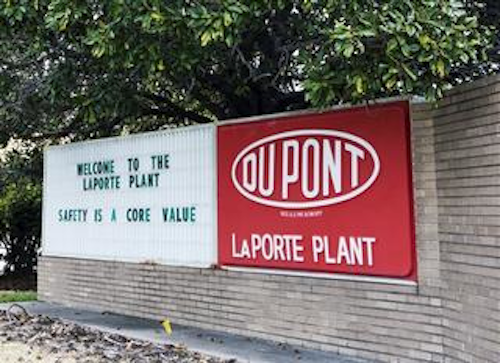 WELCOME TO THE
LAPORTE PLANT
SAFETY IS A CORE VALUE
DU PONT
LAPORTE PLANT